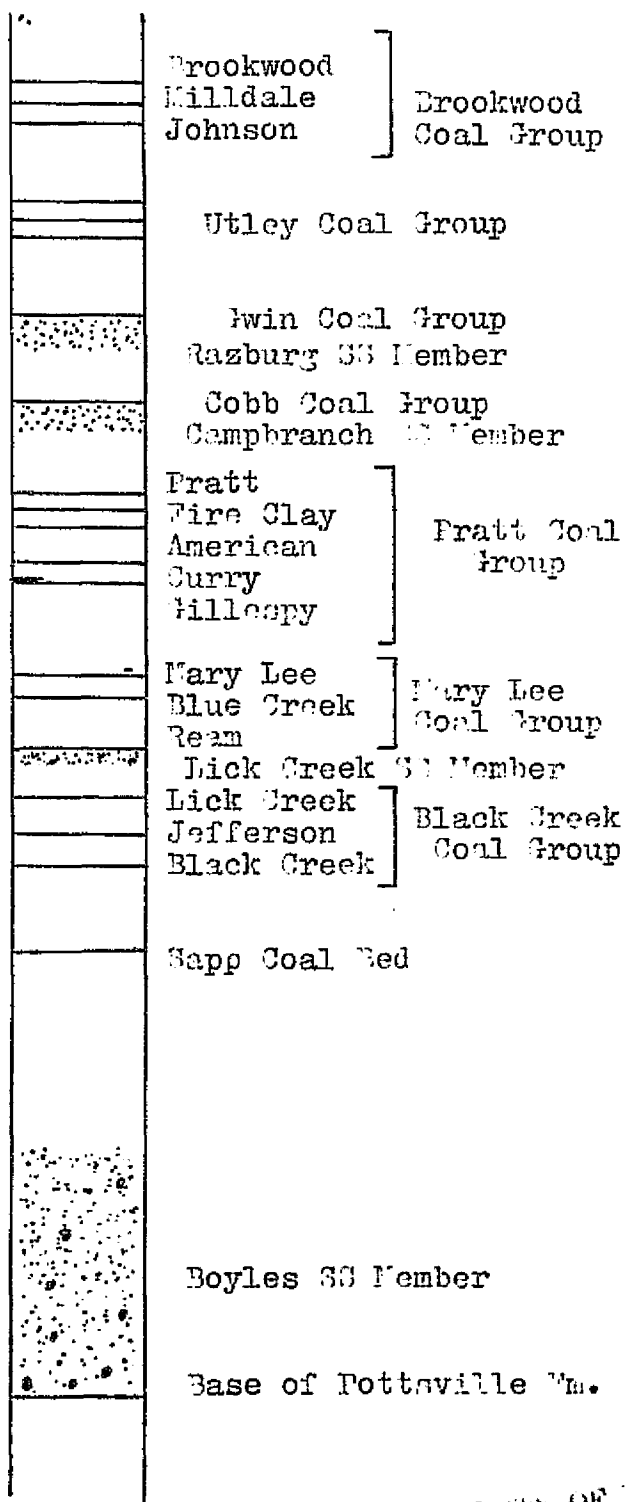 Brookwood
Milldale
Johnson
Brookwood
Coal Group
Utley Coal Group
Gwin Coal Group
Razburg SS Member
Cobb Coal Group
Campbranch SS Member
Pratt
Fire Clay
American
Curry
Gillespy
Pratt Coal
Group
Mary Lee
Blue Creek
Ream
Mary Lee
Coal Group
Lick Creek SS Member
Lick Creek
Jefferson
Black Creek
Black Creek
Coal Group
Sapp Coal Bed
Boyles SS Member
Base of Pottsville Fm.
OF